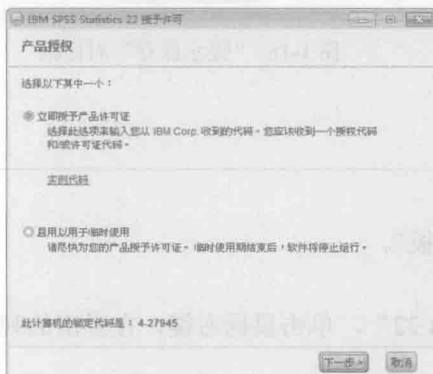 IBM SPSS Statistics 22 授予许可
产品授权
选择以下其中一个：
立即授予产品许可证
选择此选项来输入您以 IBM Corp. 收到的代码。您应该收到一个授权代码
和/或许可证代码。
实例代码
启用以用于临时使用
请尽快为您的产品授予许可证。临时使用期结束后，软件将停止运行。
此计算机的锁定代码是：4-27945
下一步 >
取消